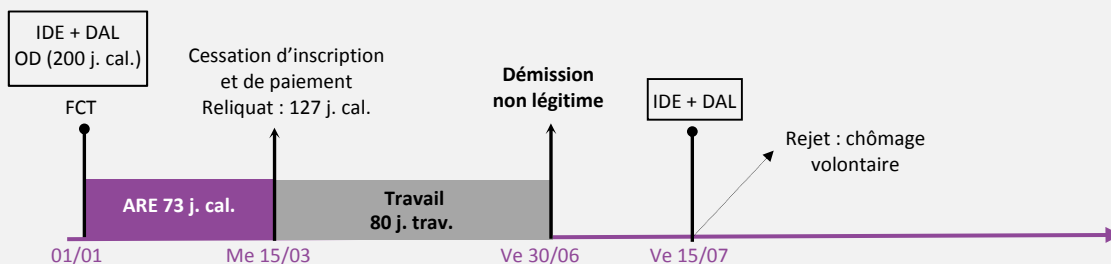 IDE + DAL
OD (200 j. cal.)
FCT
Cessation d’inscription
et de paiement
Reliquat : 127 j. cal.
Démission
non légitime
IDE + DAL
Rejet : chômage
volontaire
ARE 73 j. cal.
Travail
80 j. trav.
01/01
Me 15/03
Ve 30/06
Ve 15/07